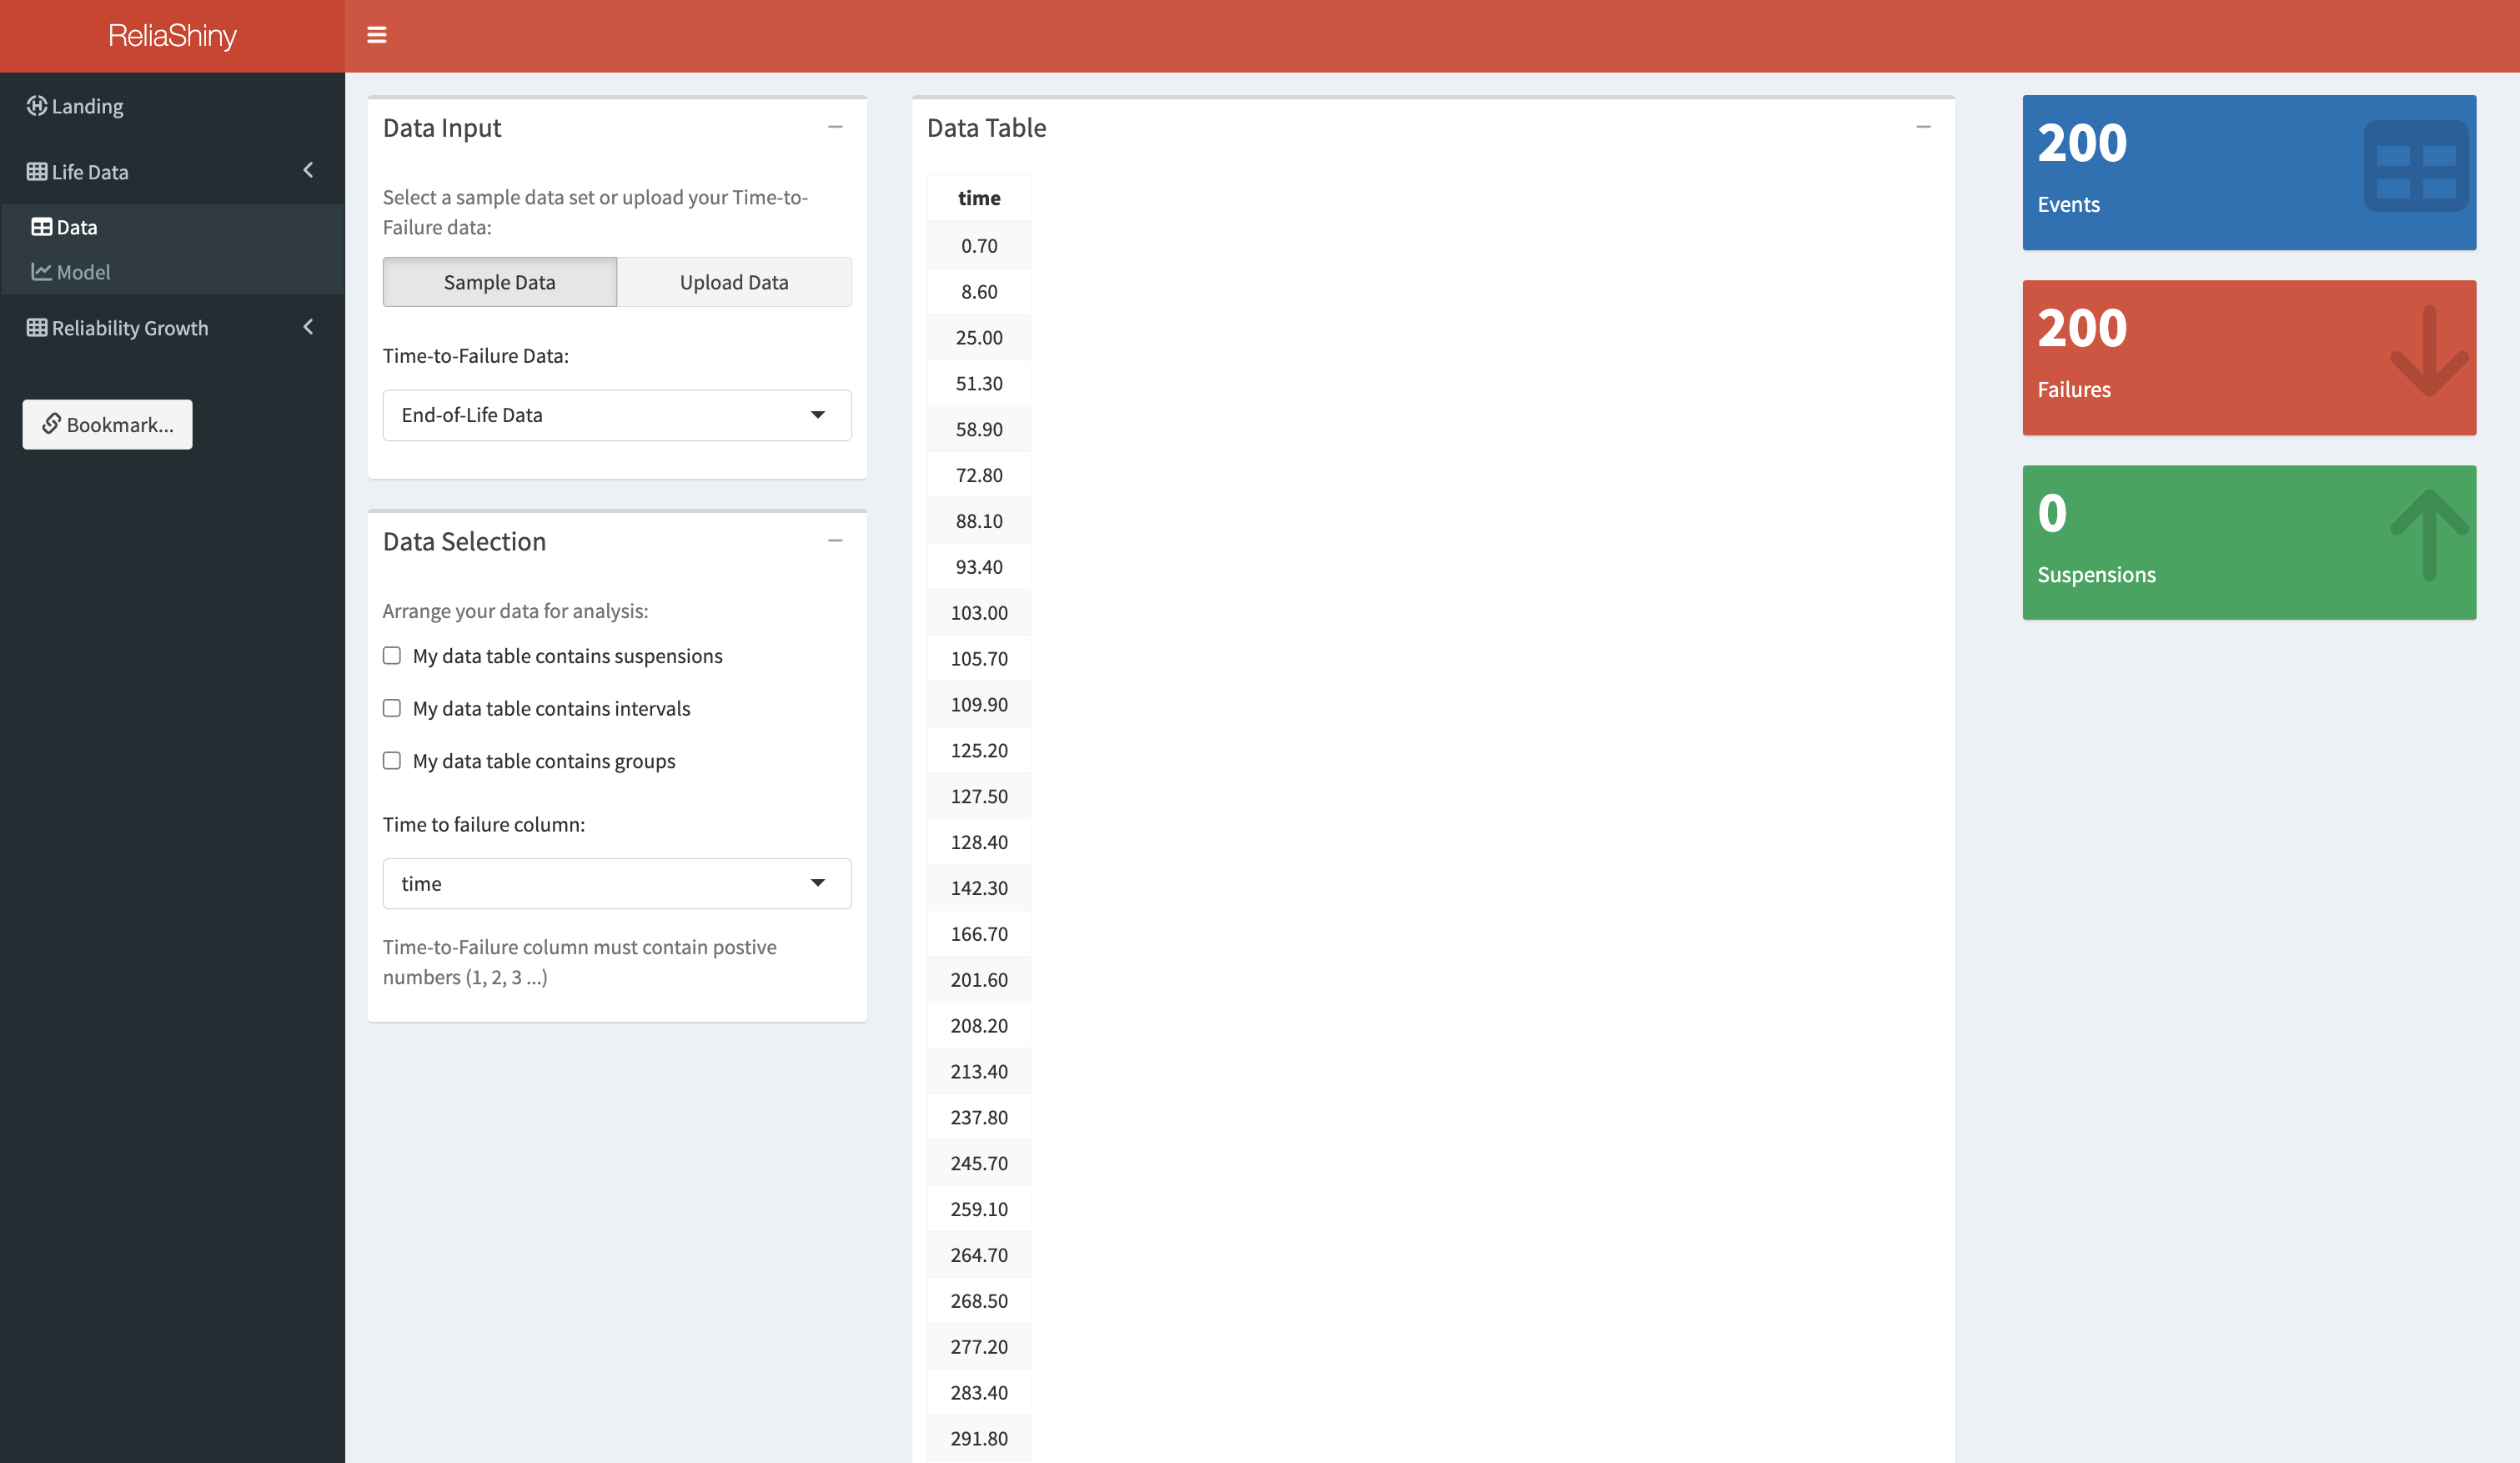 ReliaShiny
Landing
Life Data
Data
Model
Reliability Growth
Bookmark...
Data Input
Select a sample data set or upload your Time-to-
Failure data:
Sample Data
Upload Data
Time-to-Failure Data:
End-of-Life Data
Data Selection
Arrange your data for analysis:
My data table contains suspensions
My data table contains intervals
My data table contains groups
Time to failure column:
time
Time-to-Failure column must contain postive
numbers (1, 2, 3 ...)
Data Table
time
0.70
8.60
25.00
51.30
58.90
72.80
88.10
93.40
103.00
105.70
109.90
125.20
127.50
128.40
142.30
166.70
201.60
208.20
213.40
237.80
245.70
259.10
264.70
268.50
277.20
283.40
291.80
200
Events
200
Failures
0
Suspensions